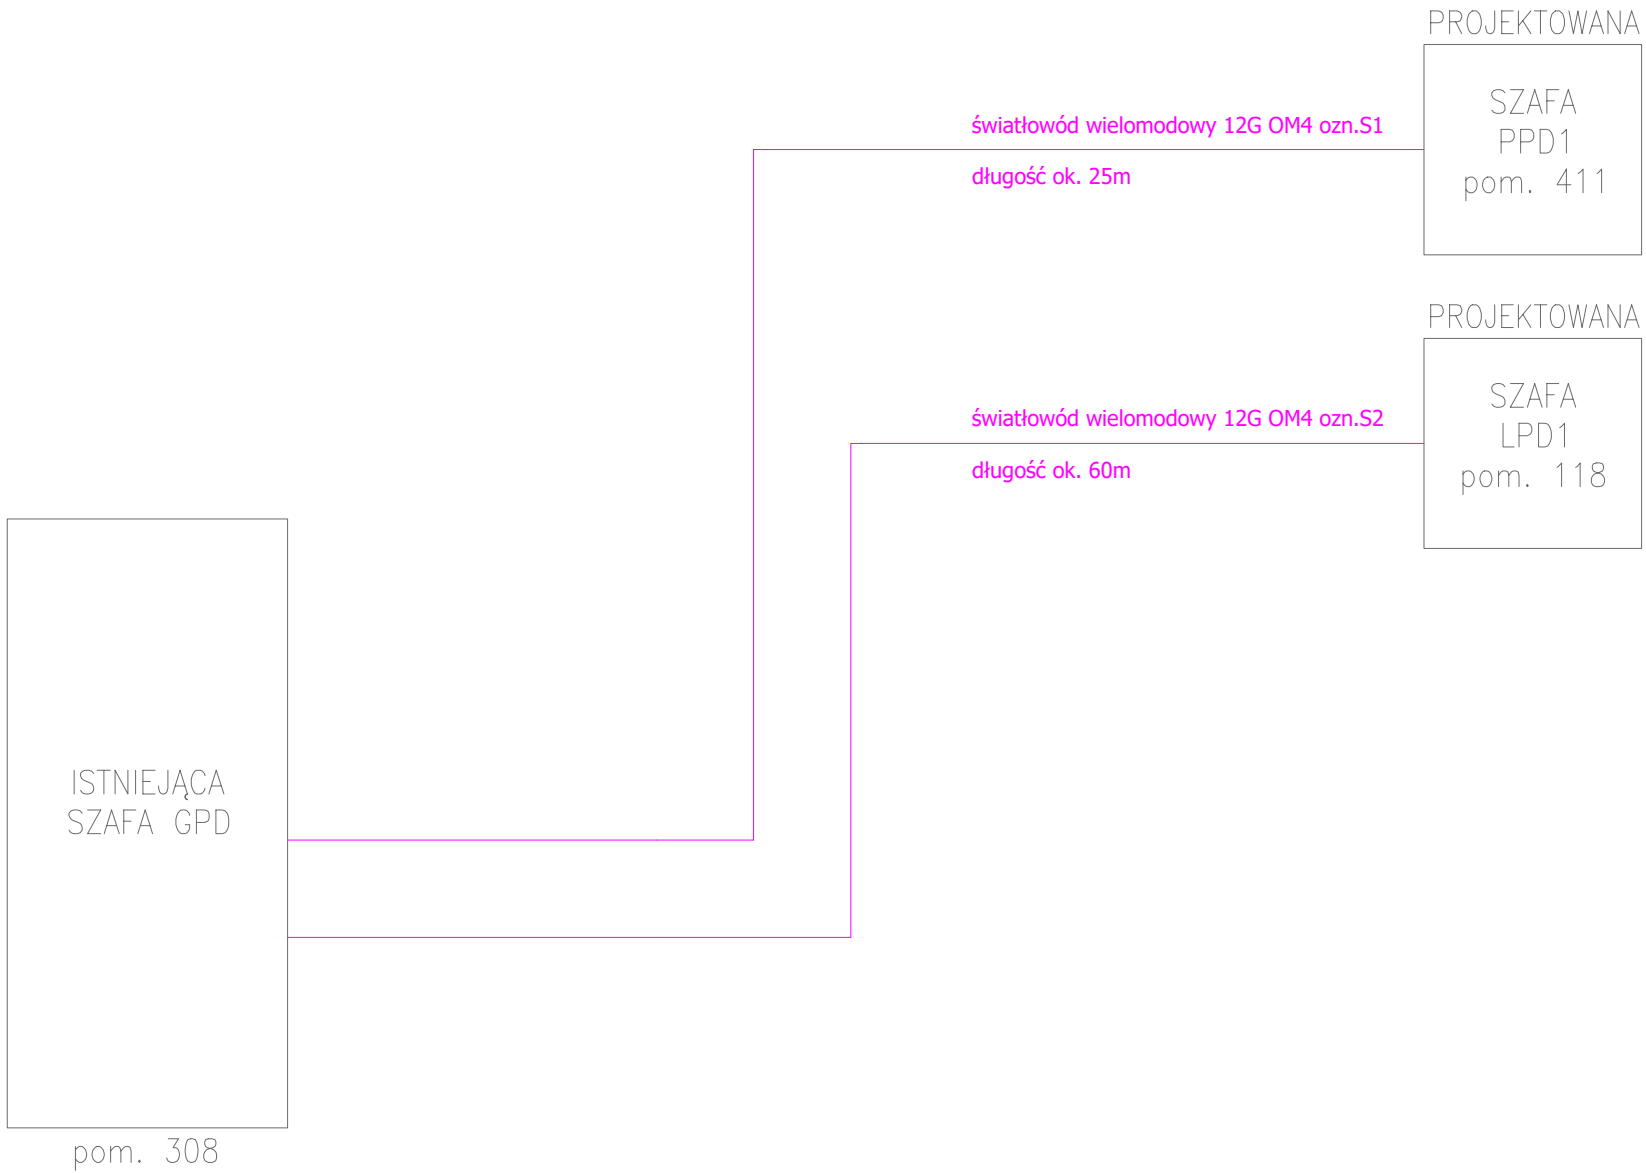 PROJEKTOWANA
SZAFA
PPD1
pom. 411
światłowód wielomodowy 12G OM4 ozn.S1
długość ok. 25m
PROJEKTOWANA
SZAFA
LPD1
pom. 118
światłowód wielomodowy 12G OM4 ozn.S2
długość ok. 60m
ISTNIEJĄCA
SZAFA GPD
pom. 308